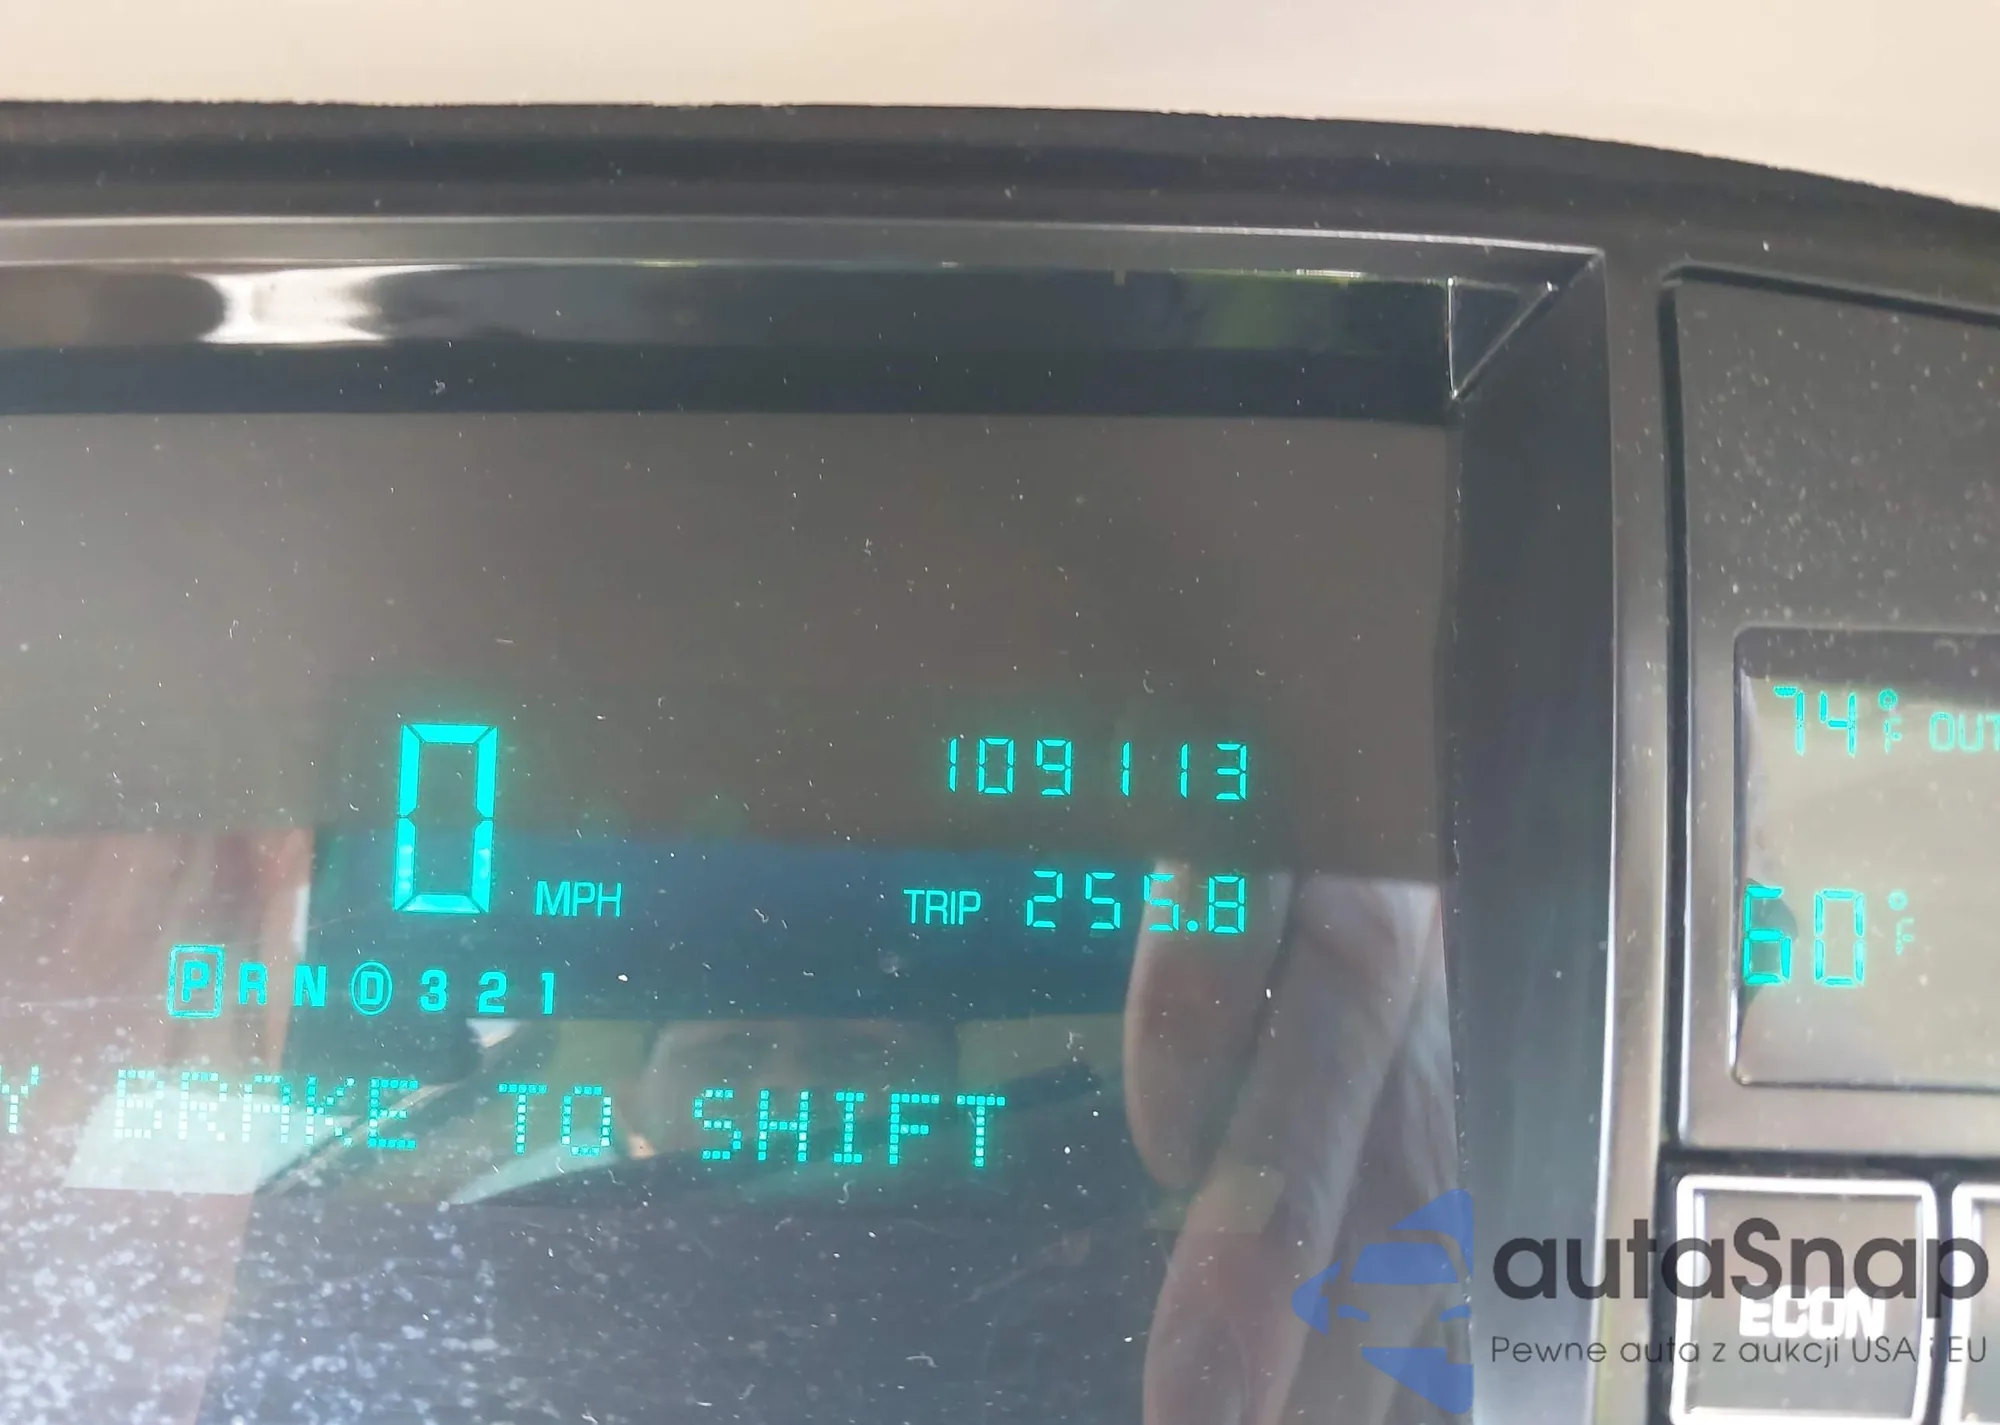 109113
0 MPH
TRIP 255.8
P R N D 3 2 1
Y BRAKE TO SHIFT
74°F OUT
60°F
ECON
autaSnap
Pewne auta z aukcji USA i EU